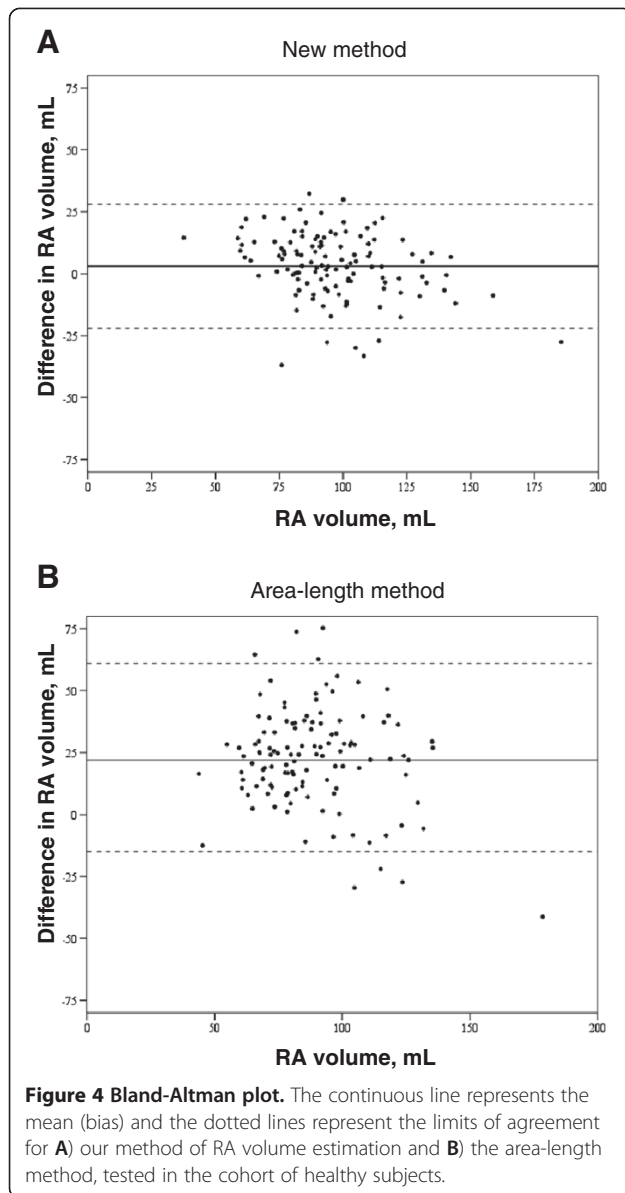 A
New method
Difference in RA volume, mL
75
50
25
0
-25
-50
-75
0 25 50 75 100 125 150 175 200
RA volume, mL
B
Area-length method
Difference in RA volume, mL
75
50
25
0
-25
-50
-75
0 50 100 150 200
RA volume, mL
Figure 4 Bland-Altman plot. The continuous line represents the
mean (bias) and the dotted lines represent the limits of agreement
for A) our method of RA volume estimation and B) the area-length
method, tested in the cohort of healthy subjects.